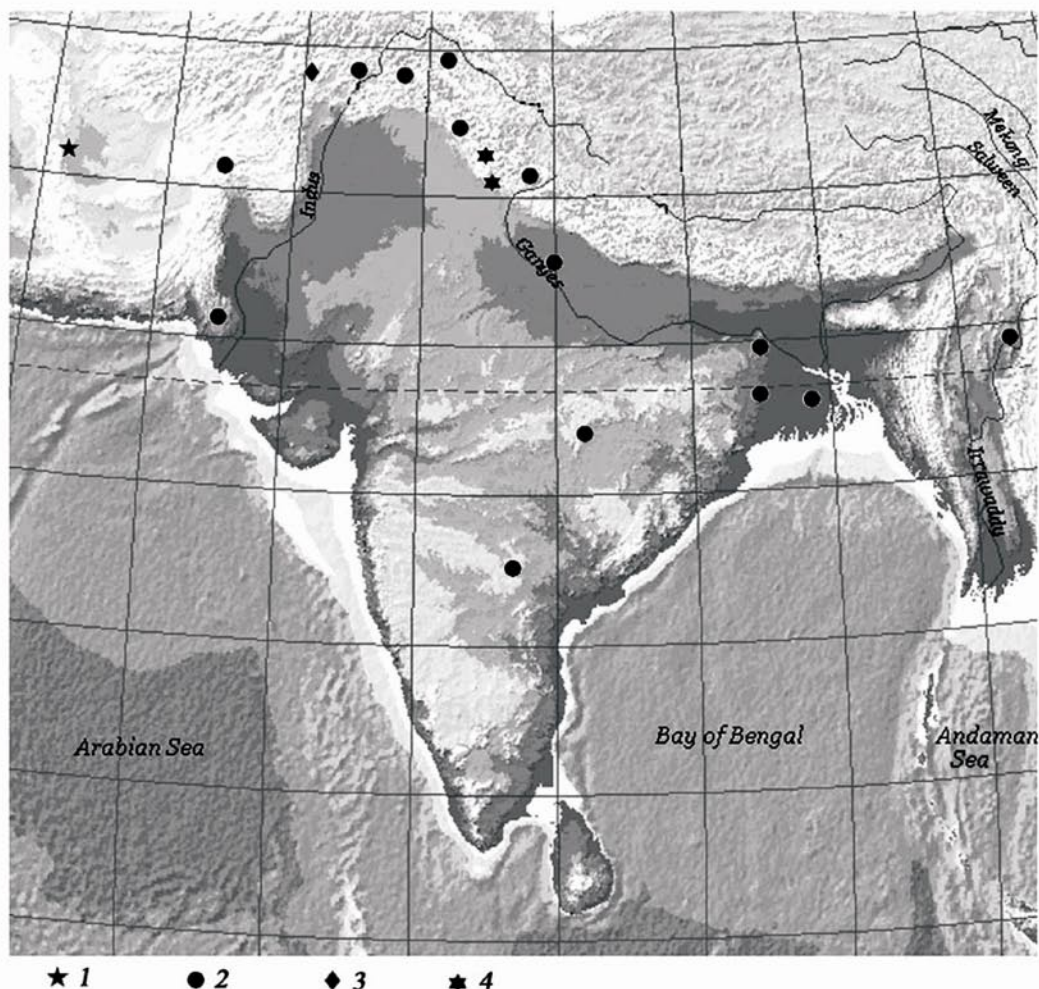 Mekong
Salween
Indus
Ganges
Irrawaddy
Arabian Sea
Bay of Bengal
Andaman
Sea
1 2 3 4